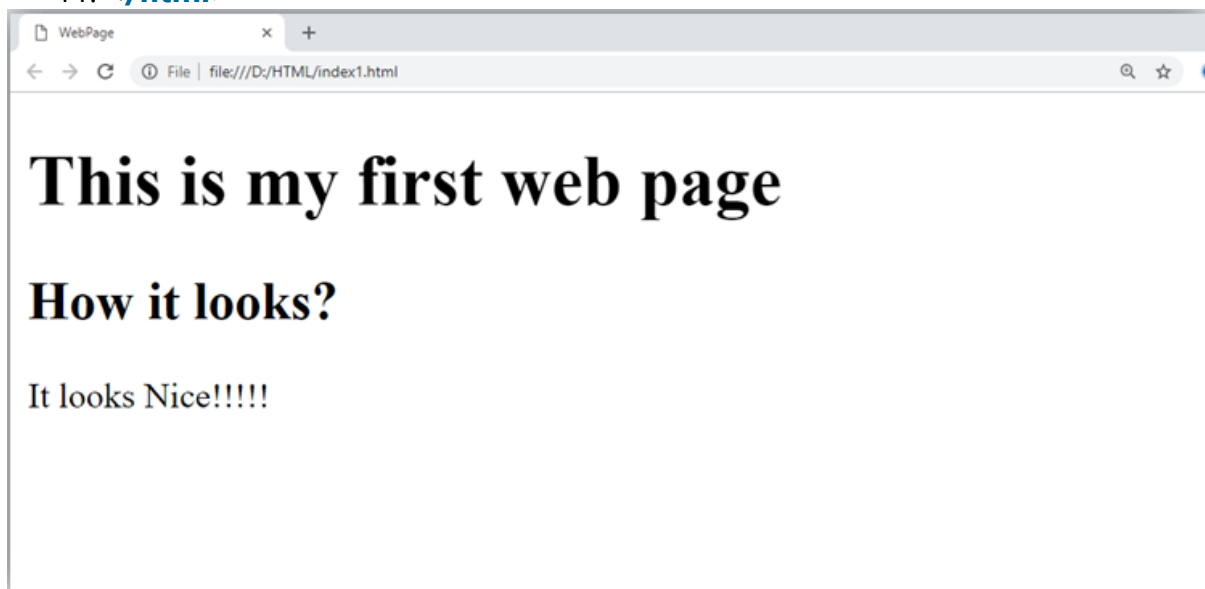 WebPage
File | file:///D:/HTML/index1.html
This is my first web page
How it looks?
It looks Nice!!!!!